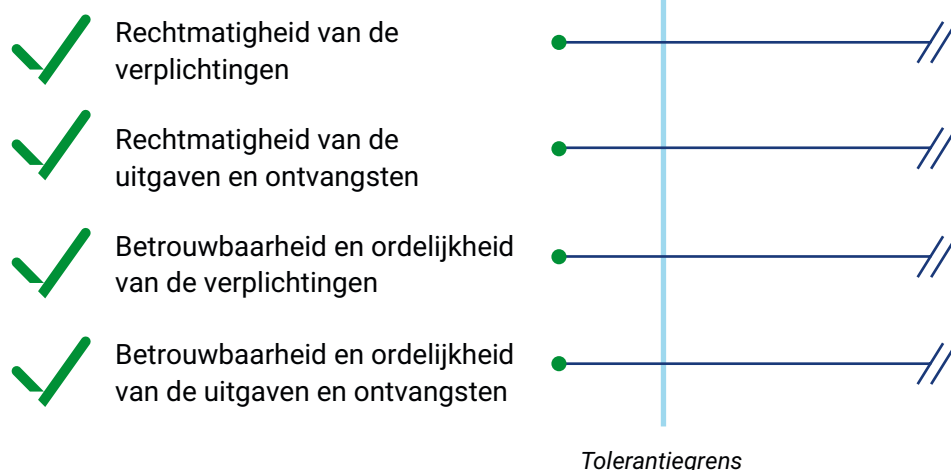 Rechtmatigheid van de
verplichtingen
Rechtmatigheid van de
uitgaven en ontvangsten
Betrouwbaarheid en ordelijkheid
van de verplichtingen
Betrouwbaarheid en ordelijkheid
van de uitgaven en ontvangsten
Tolerantiegrens